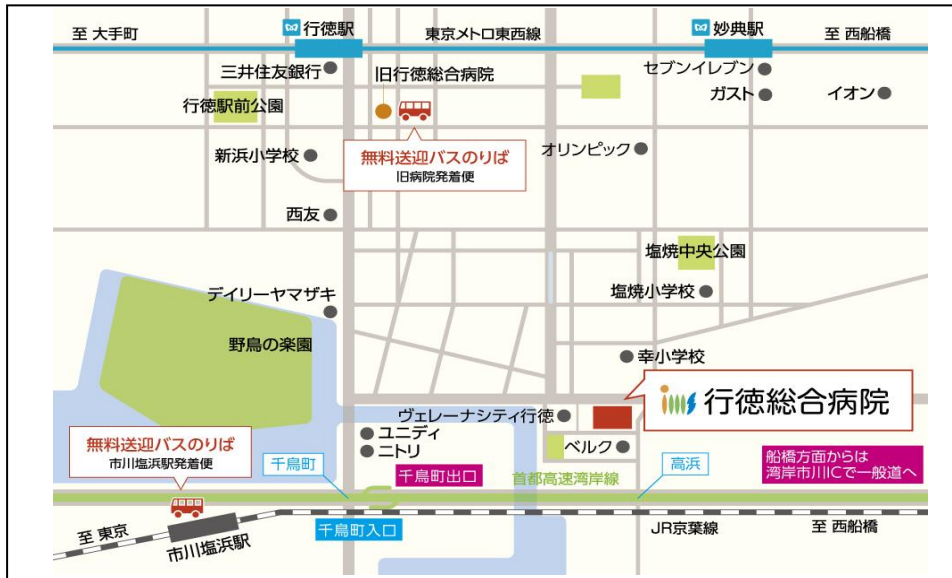 至 大手町
行徳駅
東京メトロ東西線
妙典駅
至 西船橋
三井住友銀行
旧行徳総合病院
セブンイレブン
行徳駅前公園
ガスト
イオン
無料送迎バスのりば
旧病院発着便
新浜小学校
オリンピック
西友
塩焼中央公園
デイリーヤマザキ
塩焼小学校
野鳥の楽園
幸小学校
ims 行徳総合病院
ヴェレーナシティ行徳
ユニディ
ニトリ
ベルク
無料送迎バスのりば
市川塩浜駅発着便
千鳥町
千鳥町出口
首都高速湾岸線
高浜
船橋方面からは
湾岸市川ICで一般道へ
至 東京
市川塩浜駅
千鳥町入口
JR京葉線
至 西船橋